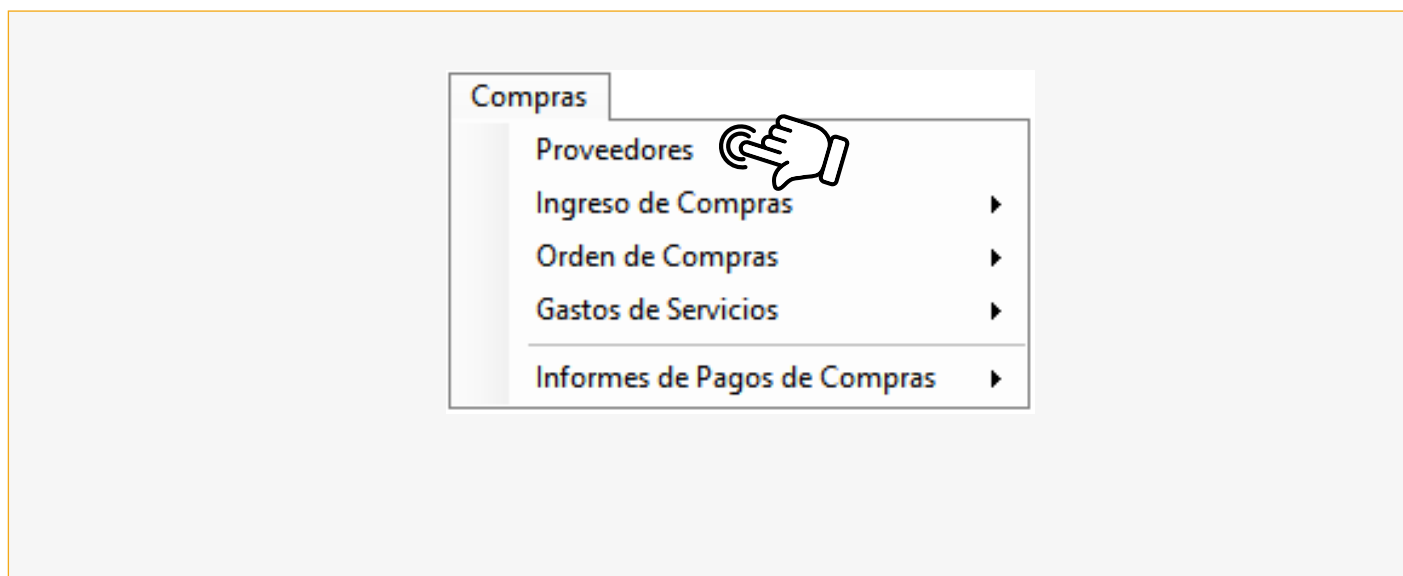 Compras
Proveedores
Ingreso de Compras
Orden de Compras
Gastos de Servicios
Informes de Pagos de Compras